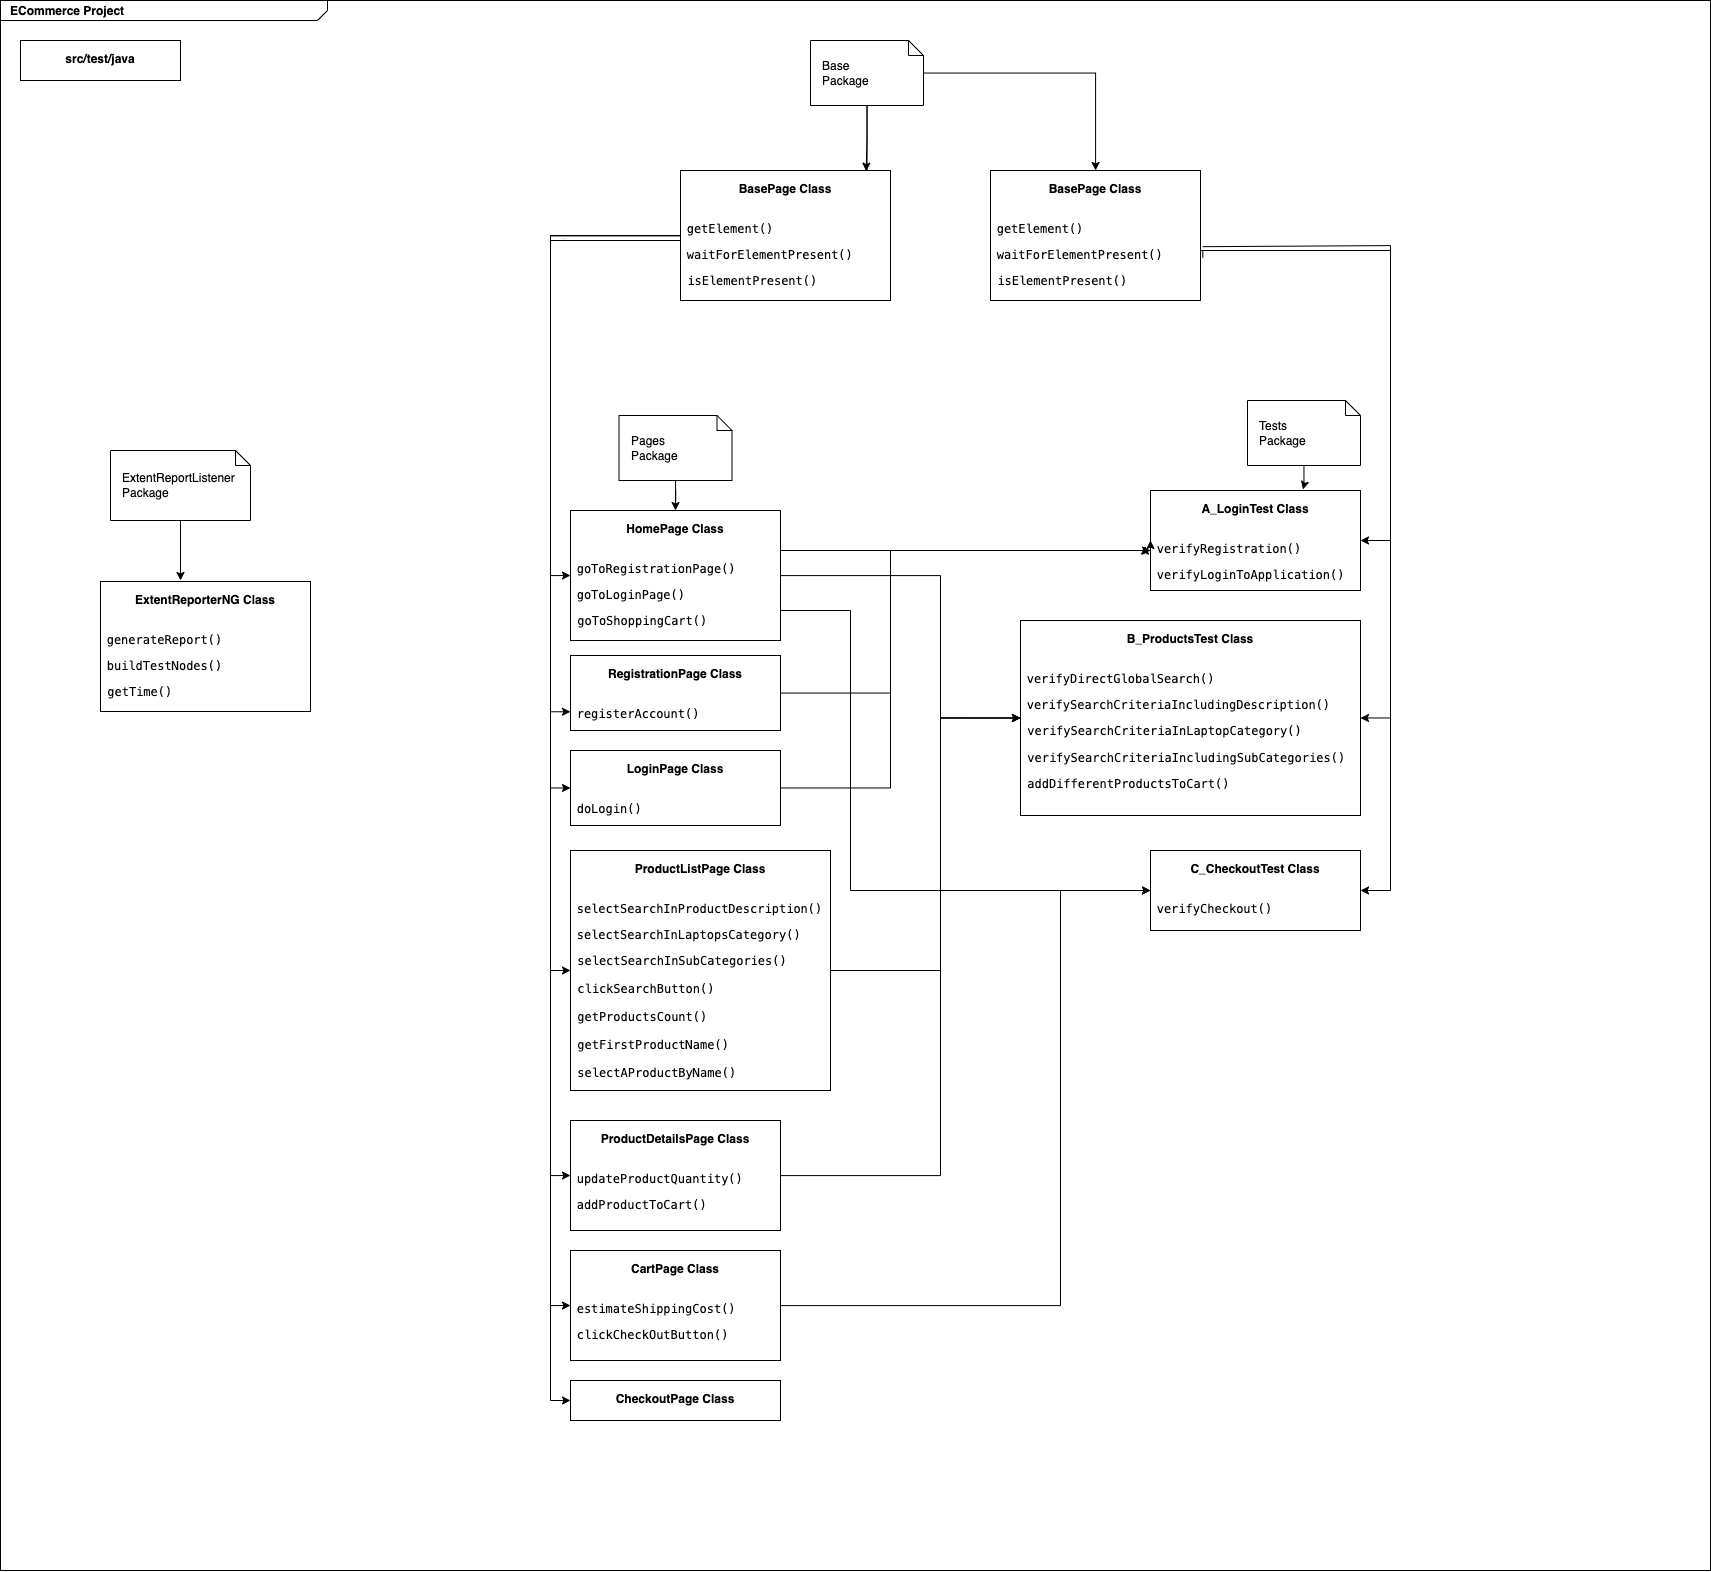 ECommerce Project
src/test/java
Base
Package
BasePage Class
getElement()
waitForElementPresent()
isElementPresent()
BasePage Class
getElement()
waitForElementPresent()
isElementPresent()
ExtentReportListener
Package
ExtentReporterNG Class
generateReport()
buildTestNodes()
getTime()
Pages
Package
HomePage Class
goToRegistrationPage()
goToLoginPage()
goToShoppingCart()
RegistrationPage Class
registerAccount()
LoginPage Class
doLogin()
ProductListPage Class
selectSearchInProductDescription()
selectSearchInLaptopsCategory()
selectSearchInSubCategories()
clickSearchButton()
getProductsCount()
getFirstProductName()
selectAProductByName()
ProductDetailsPage Class
updateProductQuantity()
addProductToCart()
CartPage Class
estimateShippingCost()
clickCheckOutButton()
CheckoutPage Class
Tests
Package
A_LoginTest Class
verifyRegistration()
verifyLoginToApplication()
B_ProductsTest Class
verifyDirectGlobalSearch()
verifySearchCriteriaIncludingDescription()
verifySearchCriteriaInLaptopCategory()
verifySearchCriteriaIncludingSubCategories()
addDifferentProductsToCart()
C_CheckoutTest Class
verifyCheckout()